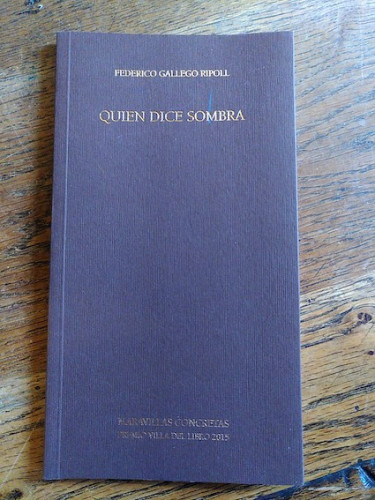 FEDERICO GALLEGO RIPOLL
QUIEN DICE SOMBRA
MARAVILLAS CONCRETAS
PREMIO VILLA DEL LIBRO 2015